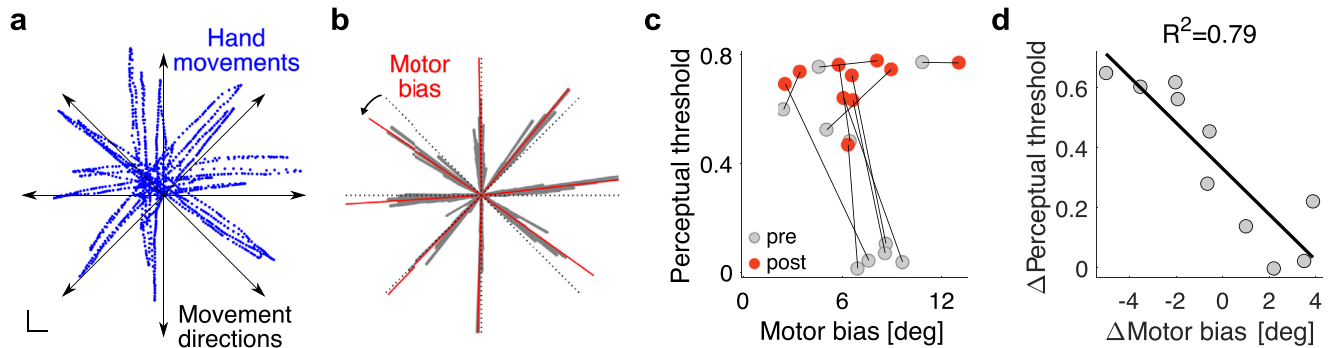 a
Hand
movements
Movement
directions
b
Motor
bias
c
Perceptual threshold
0.8
0.4
0
pre
post
0
6
12
Motor bias [deg]
d
R²=0.79
ΔPerceptual threshold
0.6
0.4
0.2
0
-4
-2
0
2
4
ΔMotor bias [deg]